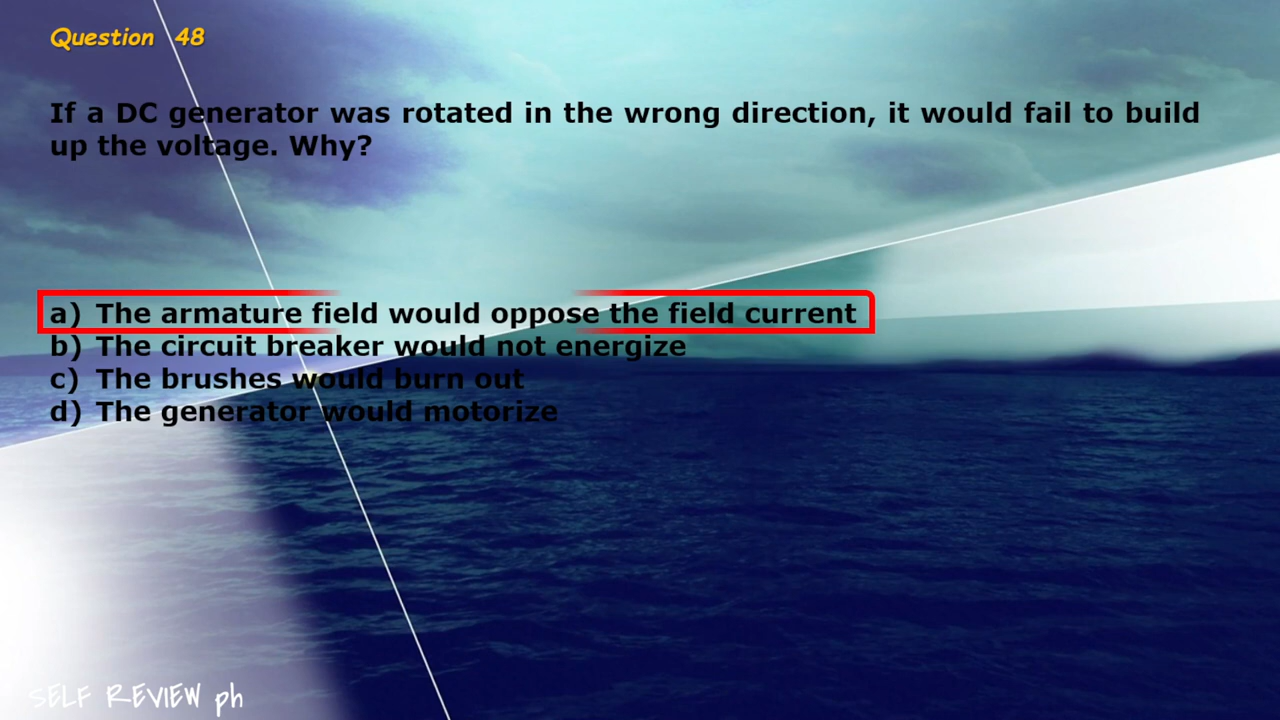 Question 48
If a DC generator was rotated in the wrong direction, it would fail to build
up the voltage. Why?
a) The armature field would oppose the field current
b) The circuit breaker would not energize
c) The brushes would burn out
d) The generator would motorize
SELF REVIEW ph